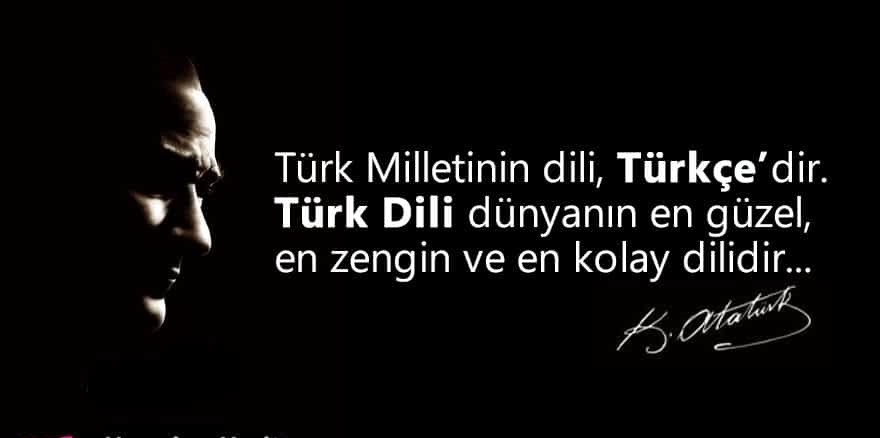 Türk Milletinin dili, Türkçe'dir.
Türk Dili dünyanın en güzel,
en zengin ve en kolay dilidir...
K. Atatürk